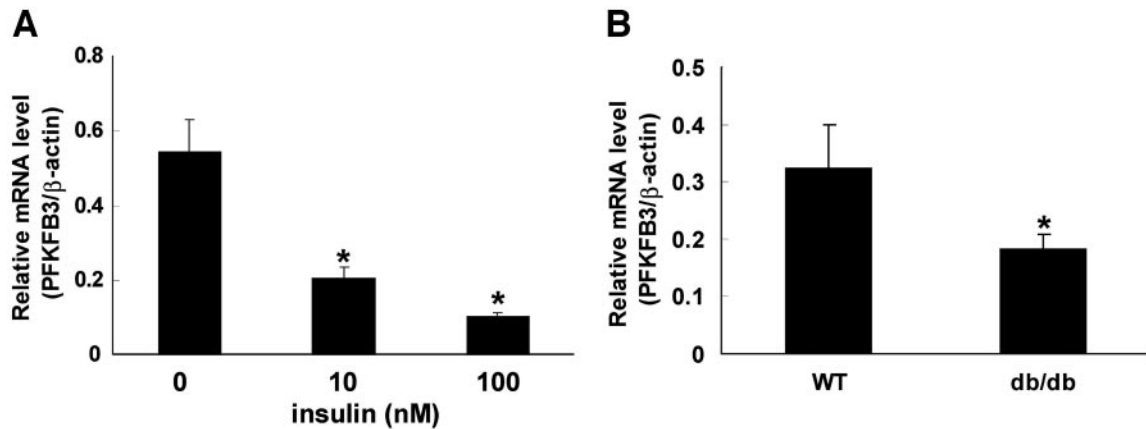 A
Relative mRNA level
(PFKFB3/β-actin)
0.8
0.6
0.4
0.2
0
*
*
0 10 100
insulin (nM)
B
Relative mRNA level
(PFKFB3/β-actin)
0.5
0.4
0.3
0.2
0.1
0
*
WT db/db